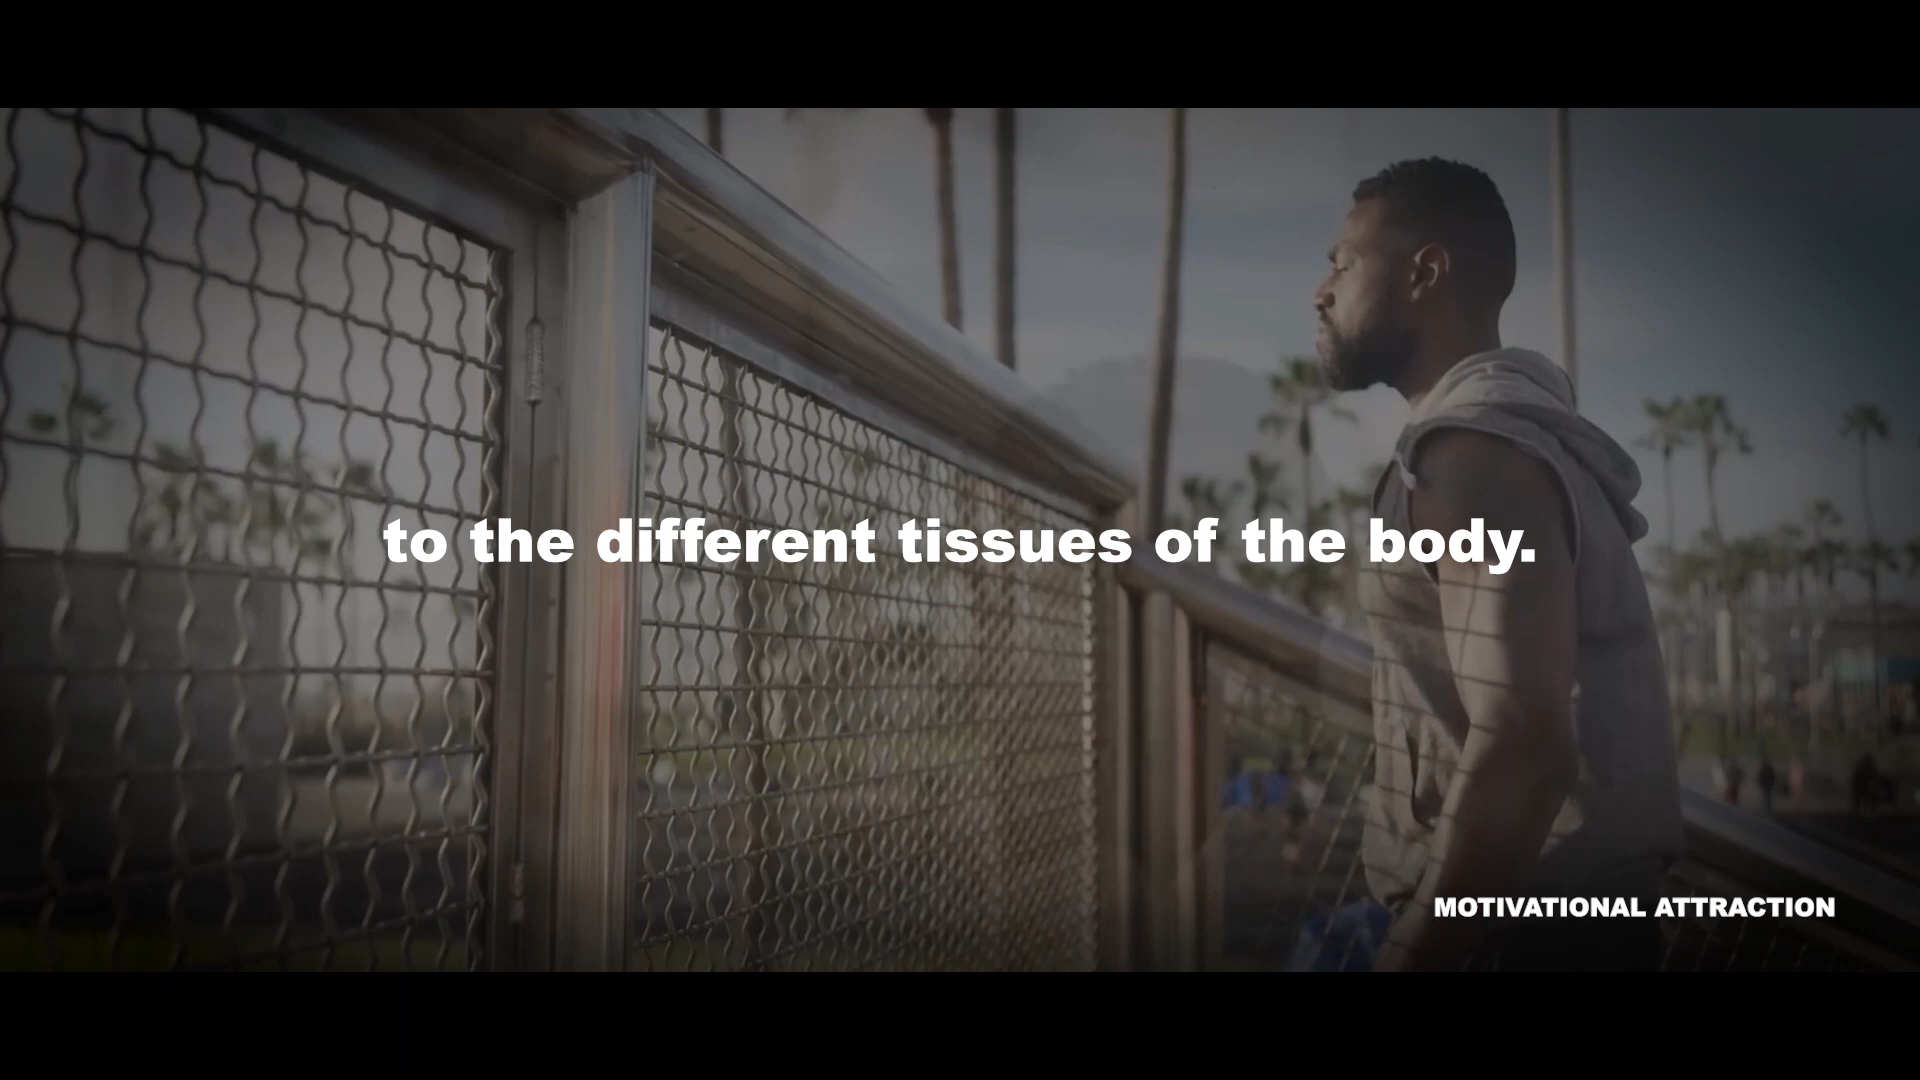 to the different tissues of the body.
MOTIVATIONAL ATTRACTION